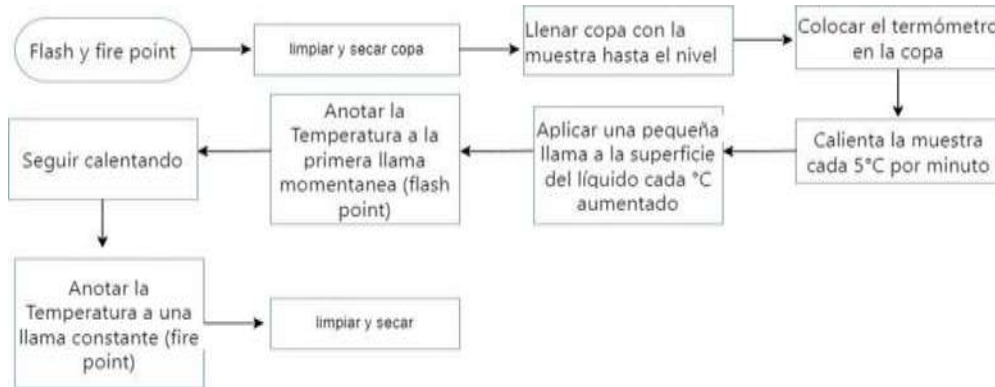 Flash y fire point
limpiar y secar copa
Llenar copa con la
muestra hasta el nivel
Colocar el termómetro
en la copa
Calienta la muestra
cada 5°C por minuto
Aplicar una pequeña
llama a la superficie
del líquido cada °C
aumentado
Anotar la
Temperatura a la
primera llama
momentanea (flash
point)
Seguir calentando
Anotar la
Temperatura a una
llama constante (fire
point)
limpiar y secar